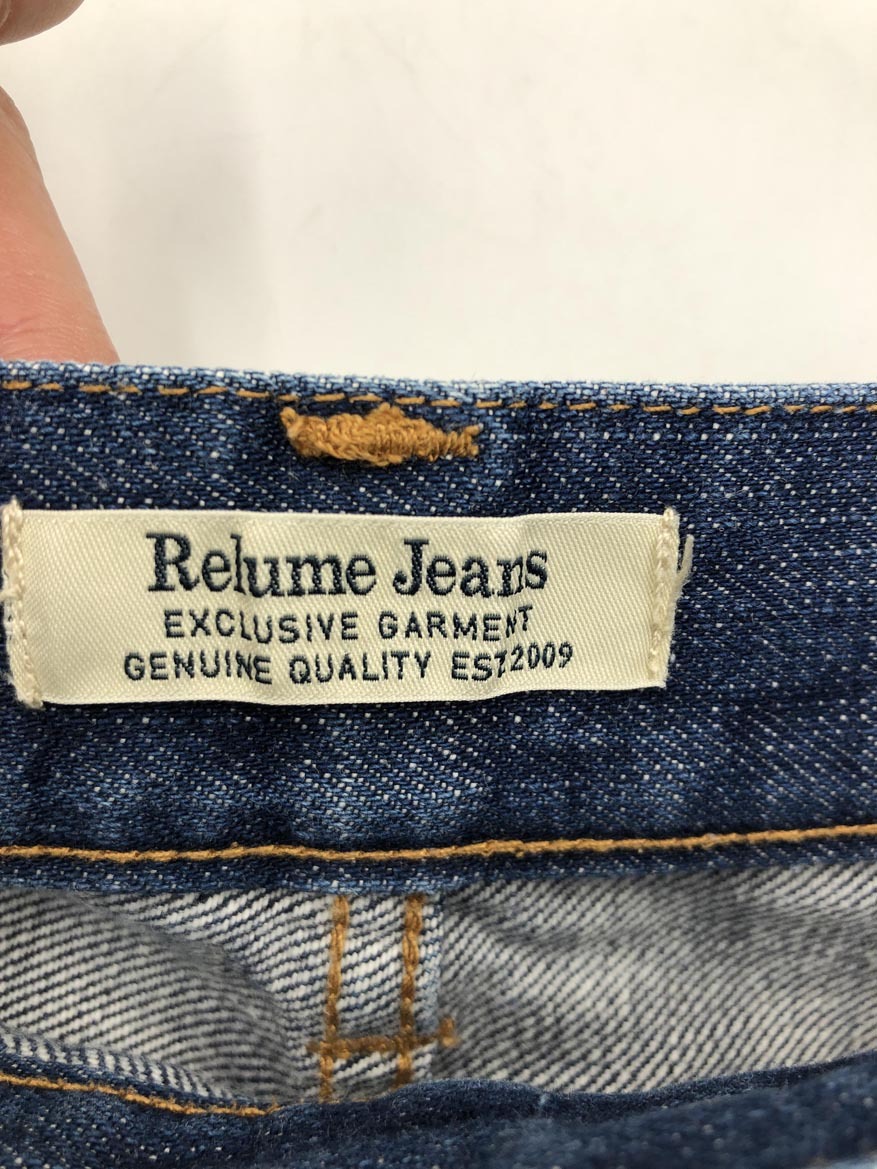 Relume Jeans
EXCLUSIVE GARMENT
GENUINE QUALITY EST.2009